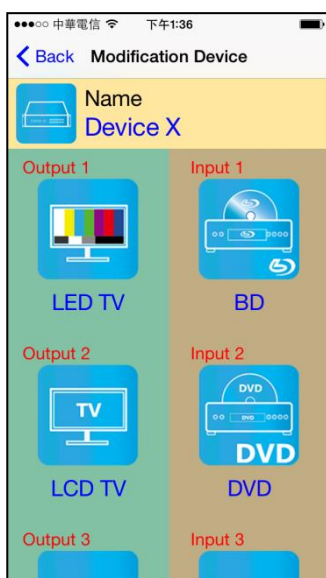 中華電信 下午1:36
Back Modification Device
Name
Device X
Output 1 Input 1
LED TV BD
Output 2 Input 2
TV DVD
DVD
LCD TV DVD
Output 3 Input 3